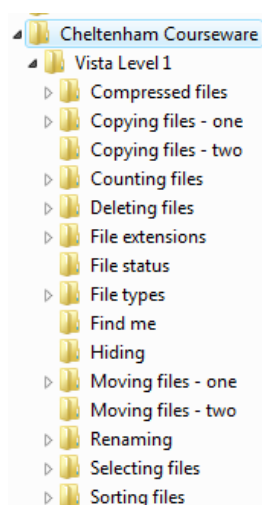 Cheltenham Courseware
Vista Level 1
Compressed files
Copying files - one
Copying files - two
Counting files
Deleting files
File extensions
File status
File types
Find me
Hiding
Moving files - one
Moving files - two
Renaming
Selecting files
Sorting files